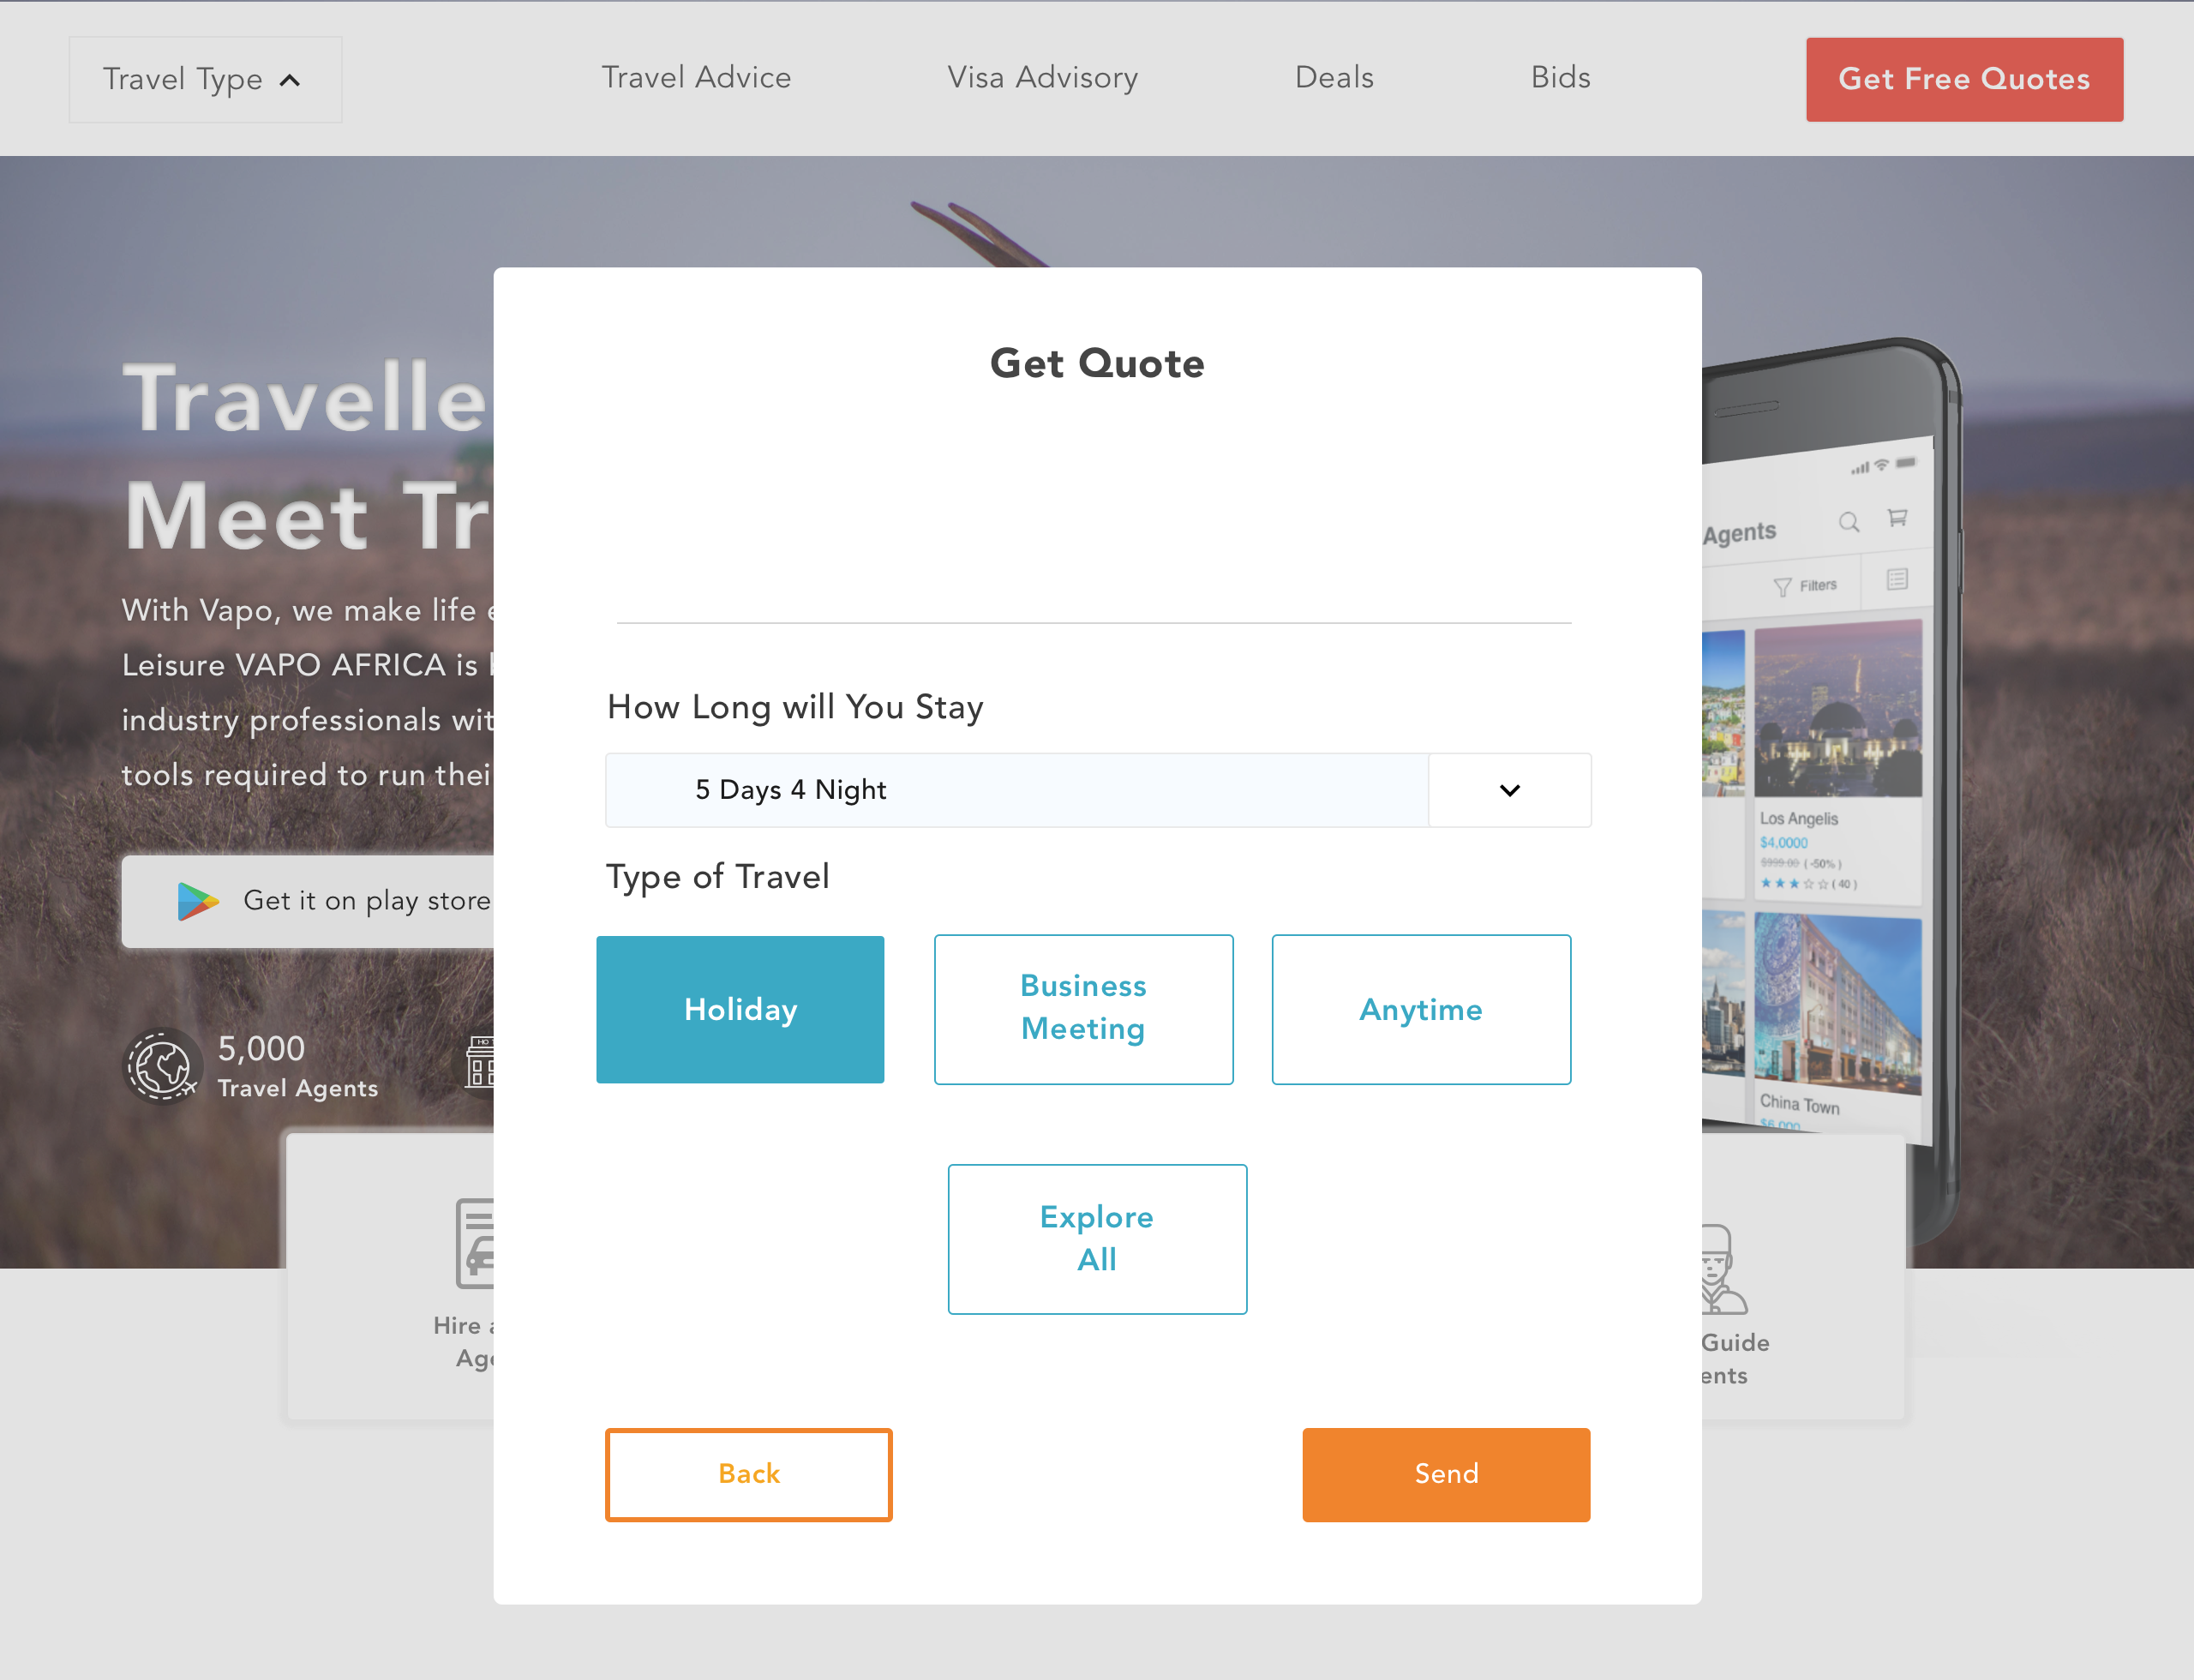 Travel Type
Travel Advice
Visa Advisory
Deals
Bids
Get Free Quotes
Travelle
Meet Tr
With Vapo, we make life e
Leisure VAPO AFRICA is
industry professionals wit
tools required to run thei
Get it on play store
5,000
Travel Agents
HO
Hire
Age
Get Quote
How Long will You Stay
5 Days 4 Night
Type of Travel
Holiday
Business
Meeting
Anytime
Explore
All
Back
Send
Agents
Filters
Los Angelis
$4,0000
$999.00 ( -50% )
( 40 )
China Town
$6,000
Guide
ents